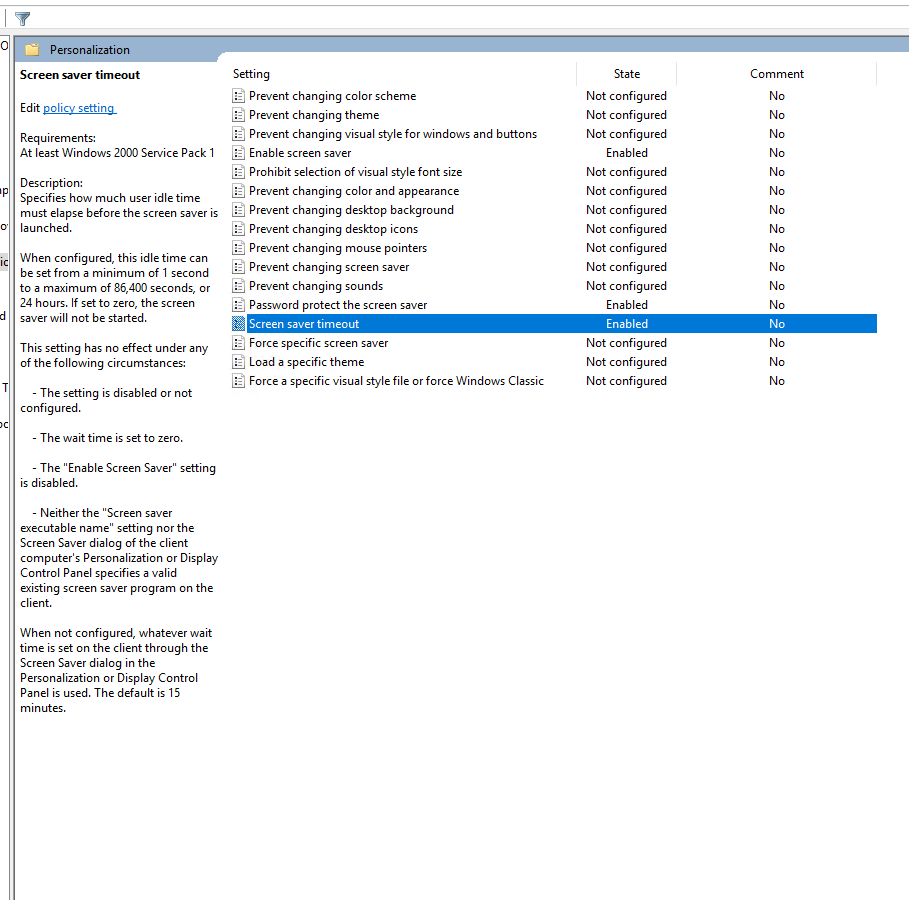 Personalization
Screen saver timeout
Edit policy setting
Requirements:
At least Windows 2000 Service Pack 1
Description:
Specifies how much user idle time
must elapse before the screen saver is
launched.
When configured, this idle time can
be set from a minimum of 1 second
to a maximum of 86,400 seconds, or
24 hours. If set to zero, the screen
saver will not be started.
This setting has no effect under any
of the following circumstances:
- The setting is disabled or not
configured.
- The wait time is set to zero.
- The "Enable Screen Saver" setting
is disabled.
- Neither the "Screen saver
executable name" setting nor the
Screen Saver dialog of the client
computer's Personalization or Display
Control Panel specifies a valid
existing screen saver program on the
client.
When not configured, whatever wait
time is set on the client through the
Screen Saver dialog in the
Personalization or Display Control
Panel is used. The default is 15
minutes.
Setting State Comment
Prevent changing color scheme Not configured No
Prevent changing theme Not configured No
Prevent changing visual style for windows and buttons Not configured No
Enable screen saver Enabled No
Prohibit selection of visual style font size Not configured No
Prevent changing color and appearance Not configured No
Prevent changing desktop background Not configured No
Prevent changing desktop icons Not configured No
Prevent changing mouse pointers Not configured No
Prevent changing screen saver Not configured No
Prevent changing sounds Not configured No
Password protect the screen saver Enabled No
Screen saver timeout Enabled No
Force specific screen saver Not configured No
Load a specific theme Not configured No
Force a specific visual style file or force Windows Classic Not configured No